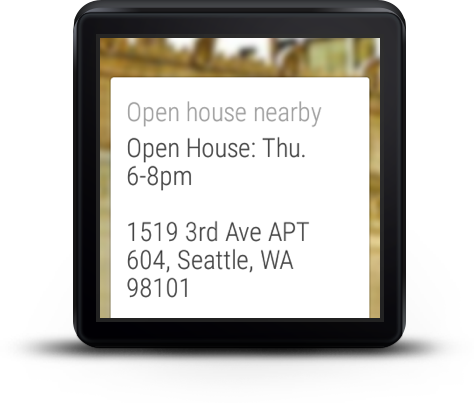 Open house nearby
Open House: Thu.
6-8pm
1519 3rd Ave APT
604, Seattle, WA
98101